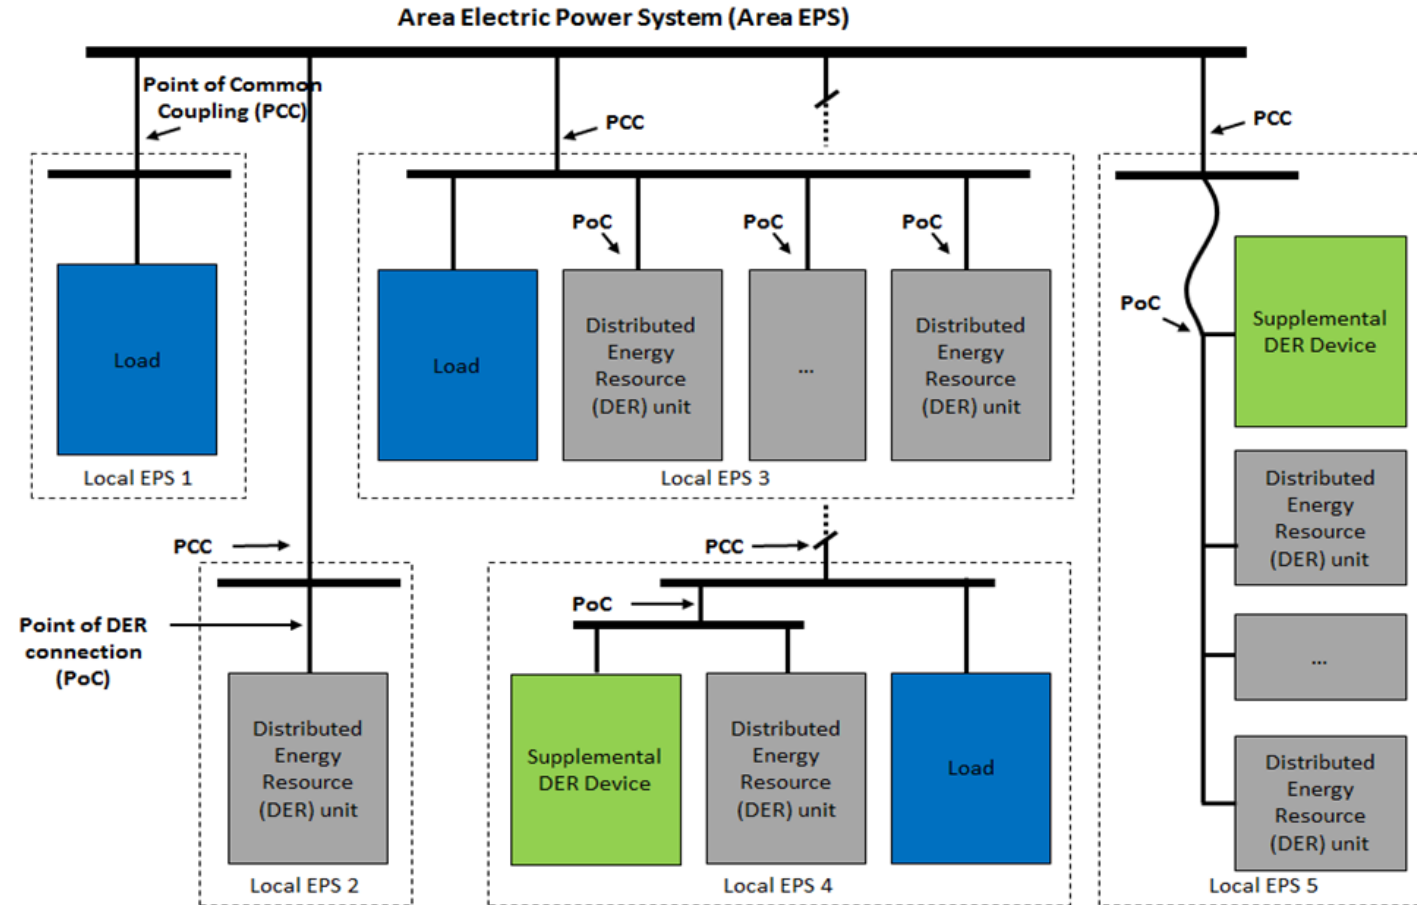 Area Electric Power System (Area EPS)
Point of Common
Coupling (PCC)
PCC
PCC
Load
Local EPS 1
PoC
PoC
PoC
Load
Distributed
Energy
Resource
(DER) unit
...
Distributed
Energy
Resource
(DER) unit
Local EPS 3
PoC
Supplemental
DER Device
Distributed
Energy
Resource
(DER) unit
...
Distributed
Energy
Resource
(DER) unit
Local EPS 5
PCC
Point of DER
connection
(PoC)
Distributed
Energy
Resource
(DER) unit
Local EPS 2
PCC
PoC
Supplemental
DER Device
Distributed
Energy
Resource
(DER) unit
Load
Local EPS 4